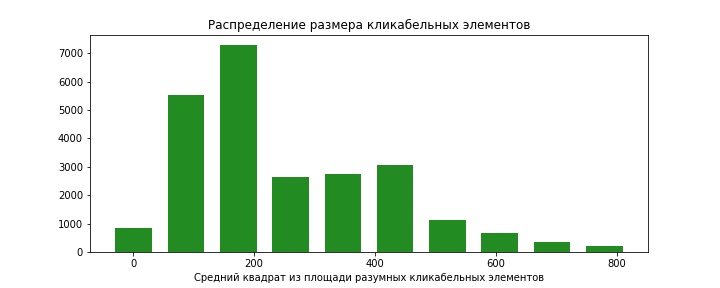 Распределение размера кликабельных элементов
7000
6000
5000
4000
3000
2000
1000
0
0 200 400 600 800
Средний квадрат из площади разумных кликабельных элементов